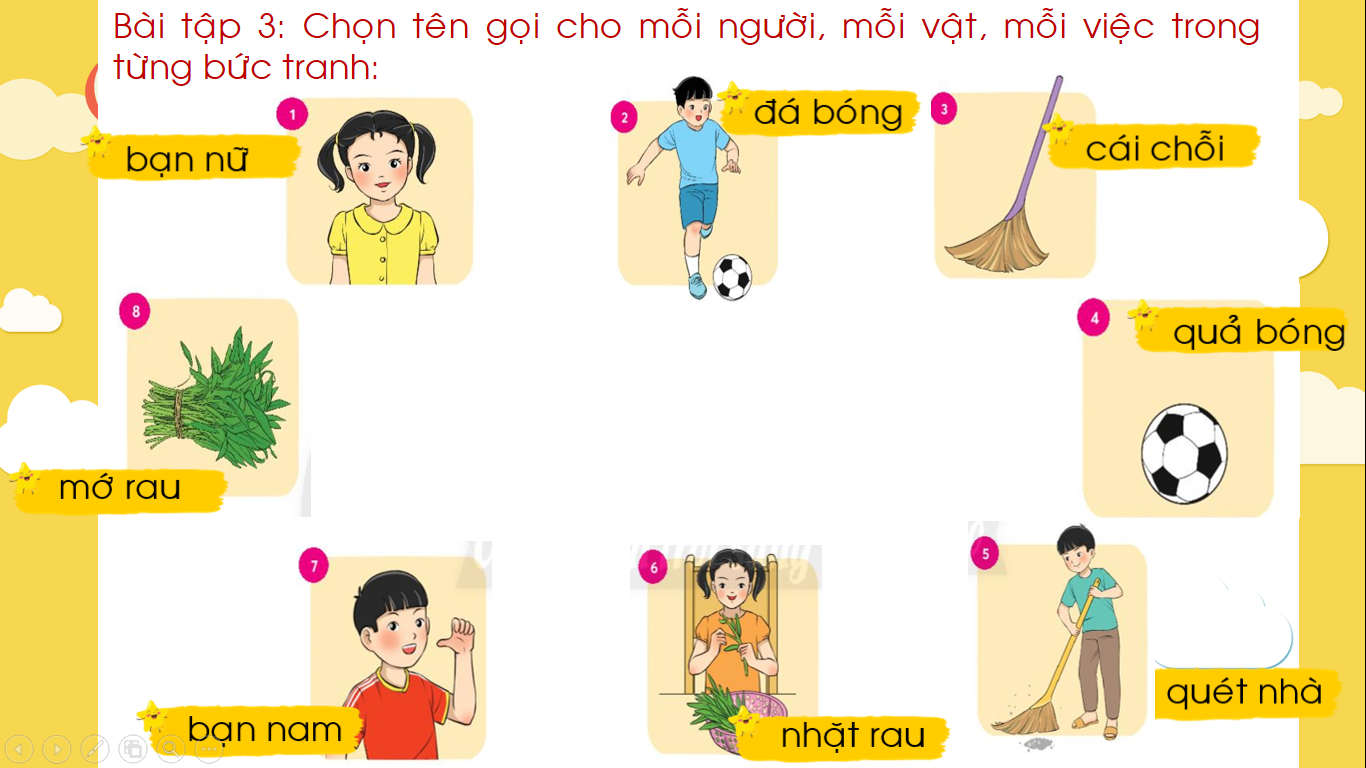 Bài tập 3: Chọn tên gọi cho mỗi người, mỗi vật, mỗi việc trong
từng bức tranh:
1
bạn nữ
2
đá bóng
3
cái chỗi
8
mớ rau
4
quả bóng
7
bạn nam
6
nhặt rau
5
quét nhà